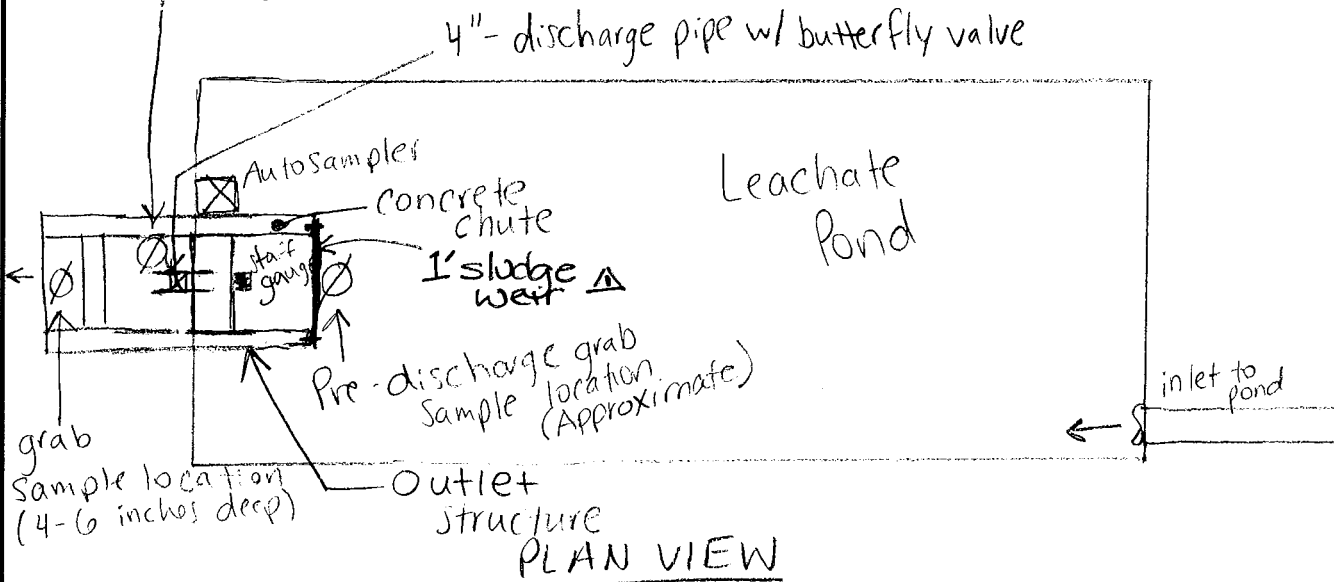 4"- discharge pipe w/ butterfly valve
Autosampler
Concrete
chute
Leachate
Pond
staff
gauge
1' sludge
weir
Pre-discharge grab
sample location
(Approximate)
inlet to
pond
grab
sample location
(4-6 inches deep)
Outlet
structure
PLAN VIEW